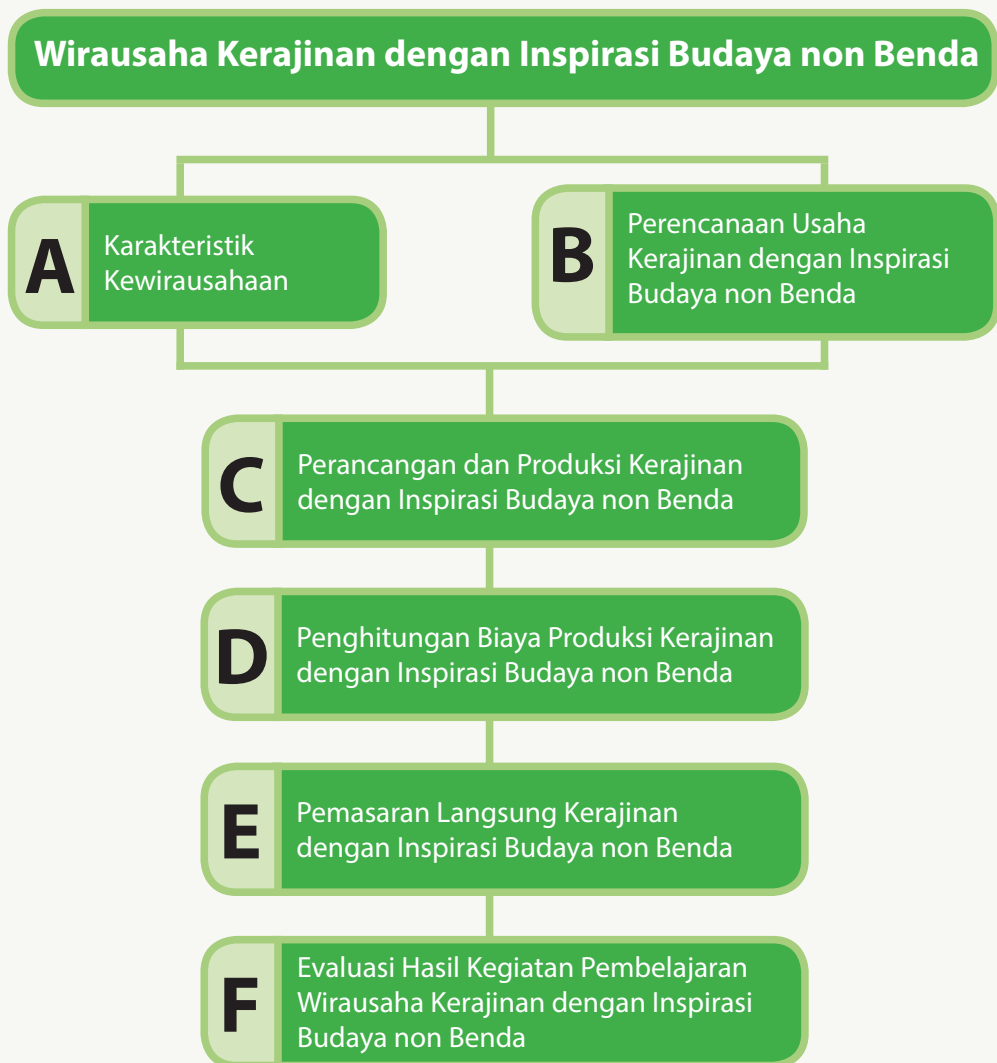 Wirausaha Kerajinan dengan Inspirasi Budaya non Benda
A
Karakteristik
Kewirausahaan
B
Perencanaan Usaha
Kerajinan dengan Inspirasi
Budaya non Benda
C
Perancangan dan Produksi Kerajinan
dengan Inspirasi Budaya non Benda
D
Penghitungan Biaya Produksi Kerajinan
dengan Inspirasi Budaya non Benda
E
Pemasaran Langsung Kerajinan
dengan Inspirasi Budaya non Benda
F
Evaluasi Hasil Kegiatan Pembelajaran
Wirausaha Kerajinan dengan Inspirasi
Budaya non Benda